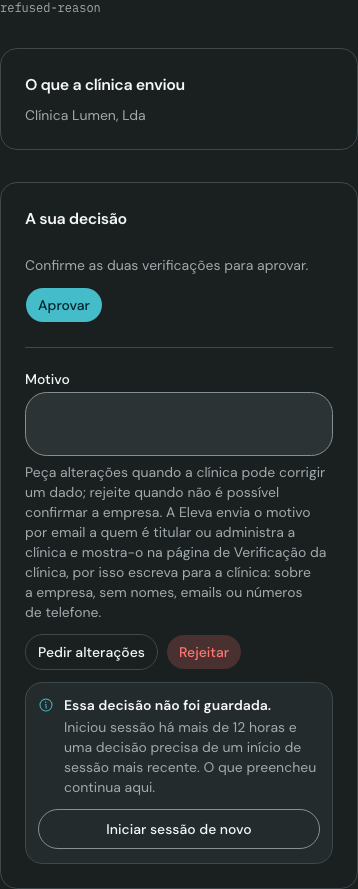 refused-reason
O que a clínica enviou
Clínica Lumen, Lda
A sua decisão
Confirme as duas verificações para aprovar.
Aprovar
Motivo
Peça alterações quando a clínica pode corrigir
um dado; rejeite quando não é possível
confirmar a empresa. A Eleva envia o motivo
por email a quem é titular ou administra a
clínica e mostra-o na página de Verificação da
clínica, por isso escreva para a clínica: sobre
a empresa, sem nomes, emails ou números
de telefone.
Pedir alterações
Rejeitar
Essa decisão não foi guardada.
Iniciou sessão há mais de 12 horas e
uma decisão precisa de um início de
sessão mais recente. O que preencheu
continua aqui.
Iniciar sessão de novo